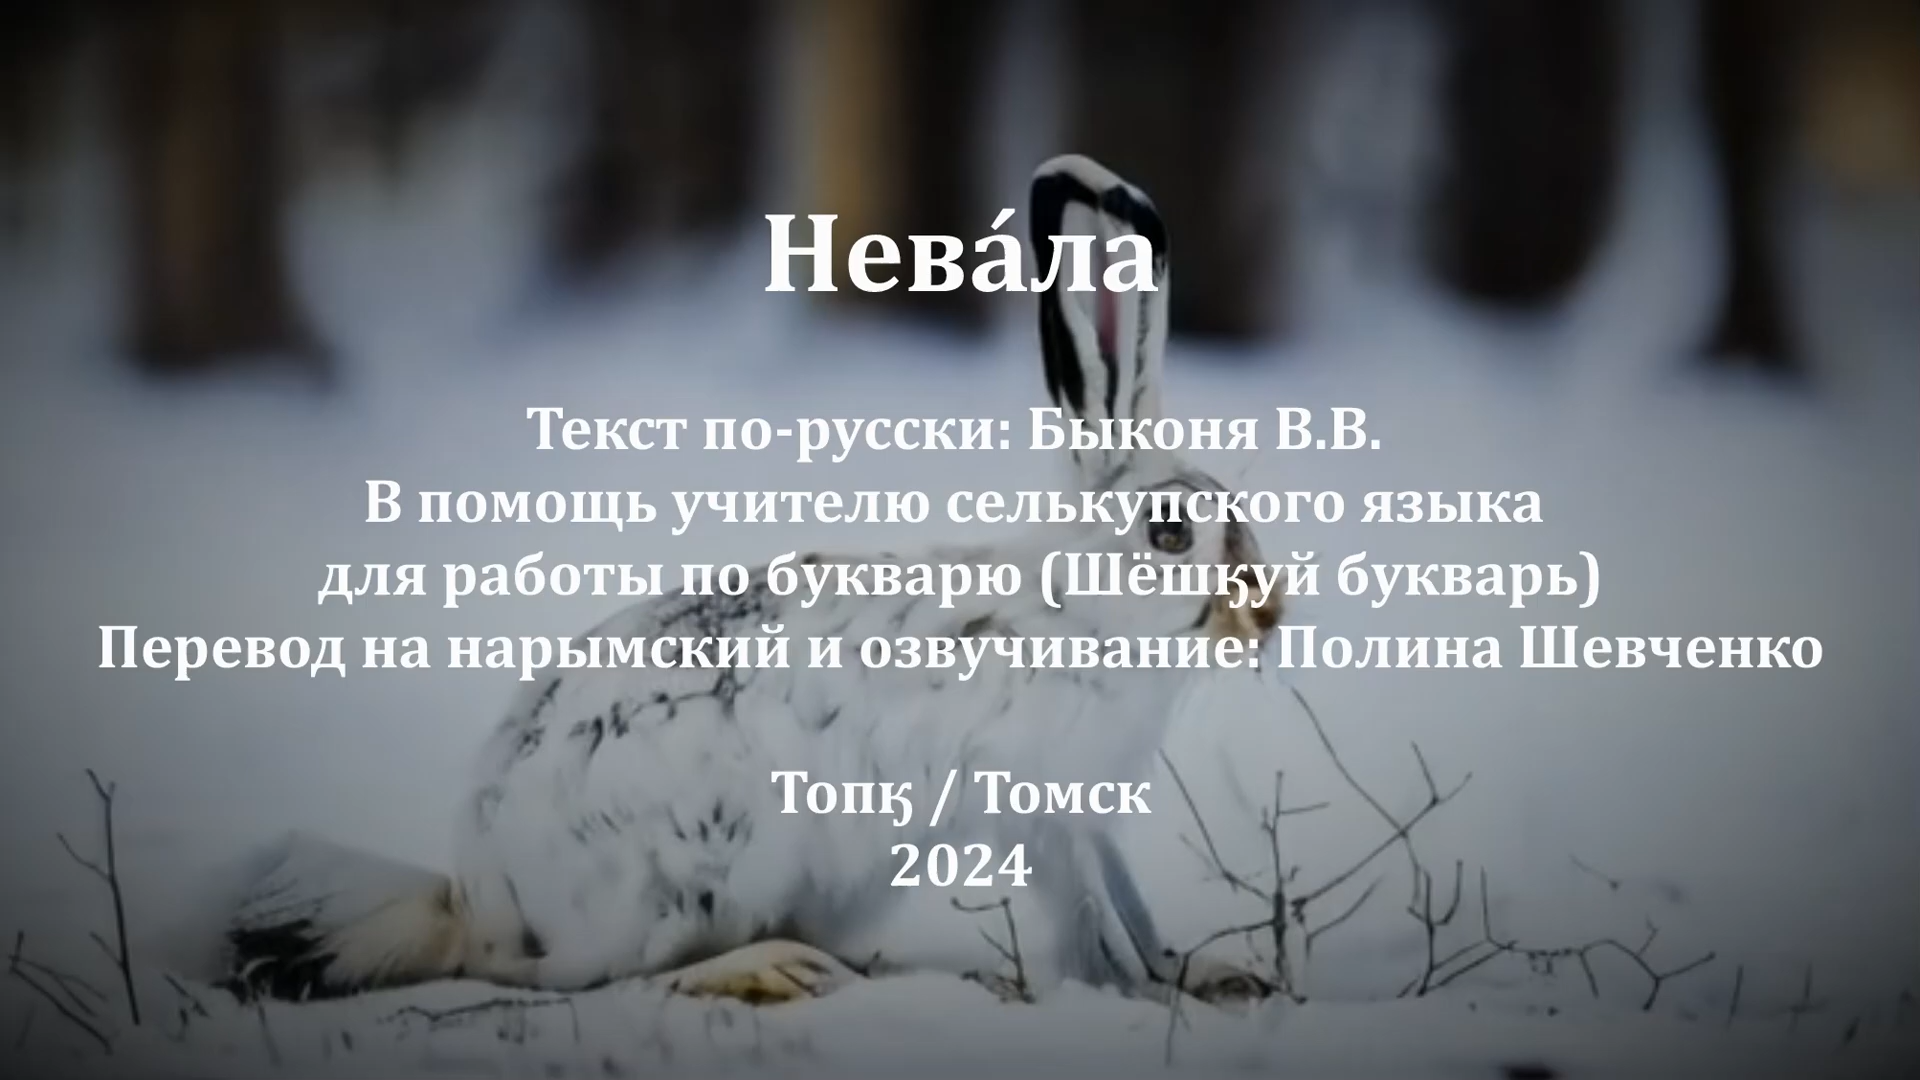 Нева́ла
Текст по-русски: Быконя В.В.
В помощь учителю селькупского языка
для работы по букварю (Шёшӄуй букварь)
Перевод на нарымский и озвучивание: Полина Шевченко
Топӄ / Томск
2024